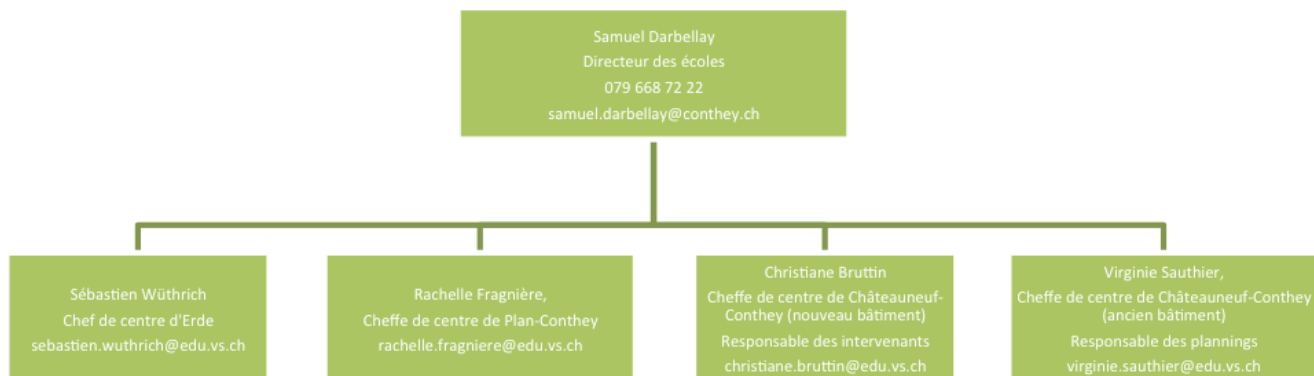 Samuel Darbellay
Directeur des écoles
079 668 72 22
samuel.darbellay@conthey.ch
Sébastien Wüthrich
Chef de centre d'Erde
sebastien.wuthrich@edu.vs.ch
Rachelle Fragnière,
Cheffe de centre de Plan-Conthey
rachelle.fragniere@edu.vs.ch
Christiane Bruttin
Cheffe de centre de Châteauneuf-
Conthey (nouveau bâtiment)
Responsable des intervenants
christiane.bruttin@edu.vs.ch
Virginie Sauthier,
Cheffe de centre de Châteauneuf-Conthey
(ancien bâtiment)
Responsable des plannings
virginie.sauthier@edu.vs.ch